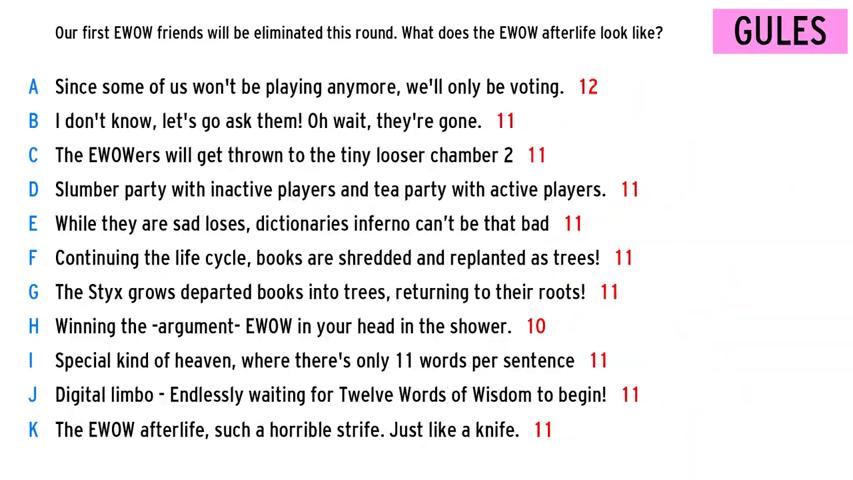 Our first EWOW friends will be eliminated this round. What does the EWOW afterlife look like?
GULES
A Since some of us won't be playing anymore, we'll only be voting. 12
B I don't know, let's go ask them! Oh wait, they're gone. 11
C The EWOWers will get thrown to the tiny looser chamber 2 11
D Slumber party with inactive players and tea party with active players. 11
E While they are sad loses, dictionaries inferno can’t be that bad 11
F Continuing the life cycle, books are shredded and replanted as trees! 11
G The Styx grows departed books into trees, returning to their roots! 11
H Winning the -argument- EWOW in your head in the shower. 10
I Special kind of heaven, where there's only 11 words per sentence 11
J Digital limbo - Endlessly waiting for Twelve Words of Wisdom to begin! 11
K The EWOW afterlife, such a horrible strife. Just like a knife. 11